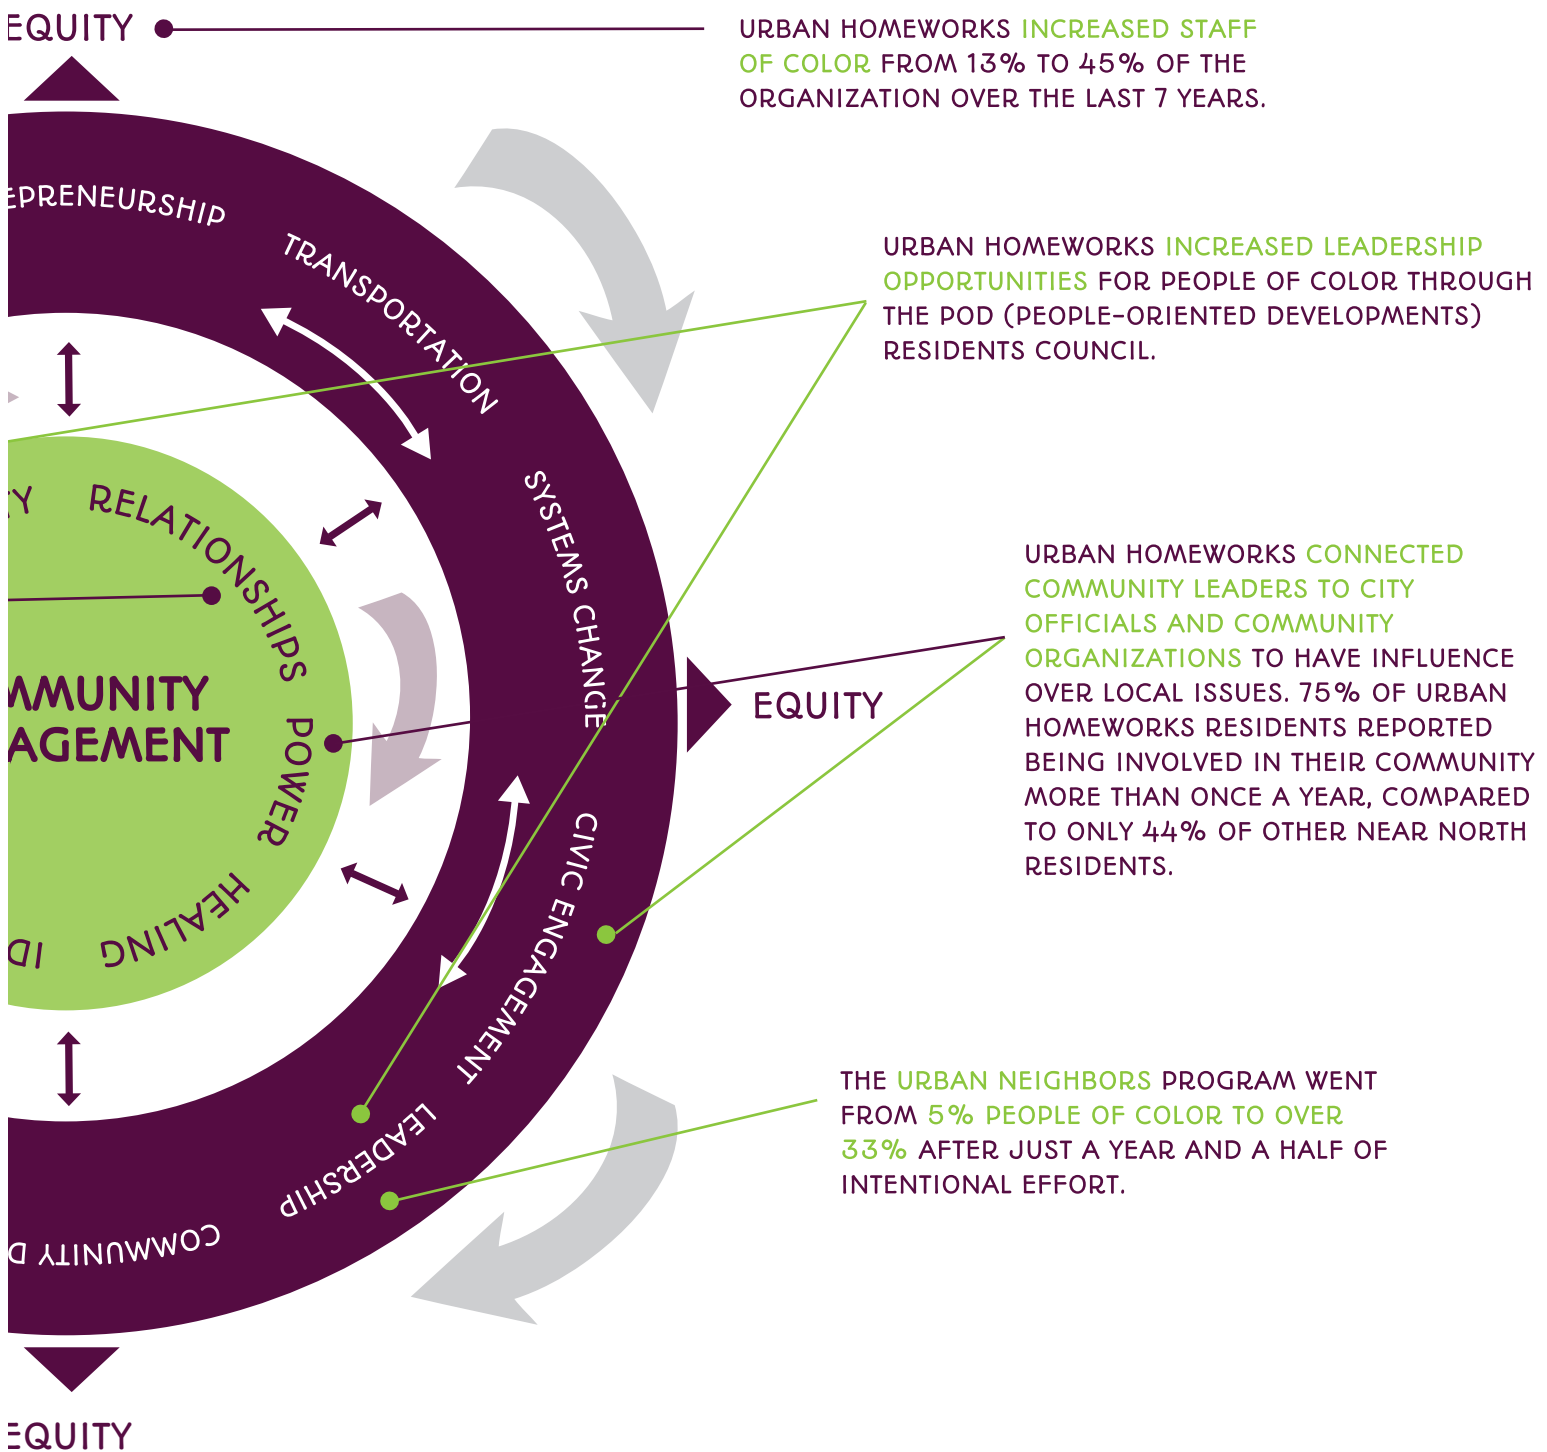 EQUITY
URBAN HOMEWORKS INCREASED STAFF
OF COLOR FROM 13% TO 45% OF THE
ORGANIZATION OVER THE LAST 7 YEARS.
EPRENEURSHIP
TRANSPORTATION
URBAN HOMEWORKS INCREASED LEADERSHIP
OPPORTUNITIES FOR PEOPLE OF COLOR THROUGH
THE POD (PEOPLE-ORIENTED DEVELOPMENTS)
RESIDENTS COUNCIL.
SYSTEMS CHANGE
TY
RELATIONSHIPS
URBAN HOMEWORKS CONNECTED
COMMUNITY LEADERS TO CITY
OFFICIALS AND COMMUNITY
ORGANIZATIONS TO HAVE INFLUENCE
OVER LOCAL ISSUES. 75% OF URBAN
HOMEWORKS RESIDENTS REPORTED
BEING INVOLVED IN THEIR COMMUNITY
MORE THAN ONCE A YEAR, COMPARED
TO ONLY 44% OF OTHER NEAR NORTH
RESIDENTS.
MMUNITY
AGEMENT
EQUITY
POWER
HEALING
ID
CIVIC ENGAGEMENT
LEADERSHIP
COMMUNITY D
THE URBAN NEIGHBORS PROGRAM WENT
FROM 5% PEOPLE OF COLOR TO OVER
33% AFTER JUST A YEAR AND A HALF OF
INTENTIONAL EFFORT.
EQUITY